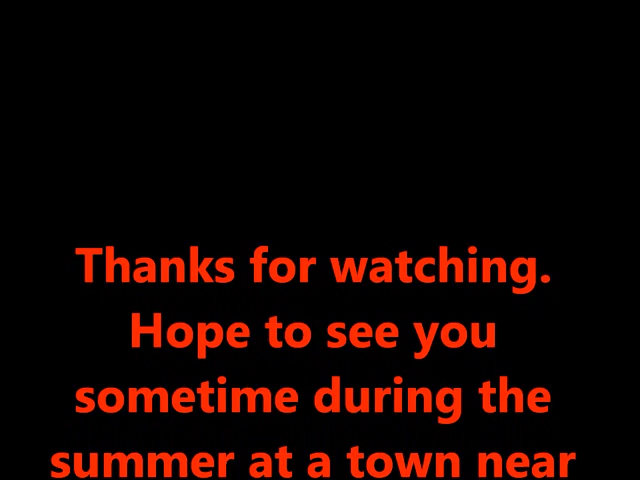 Thanks for watching.
Hope to see you
sometime during the
summer at a town near